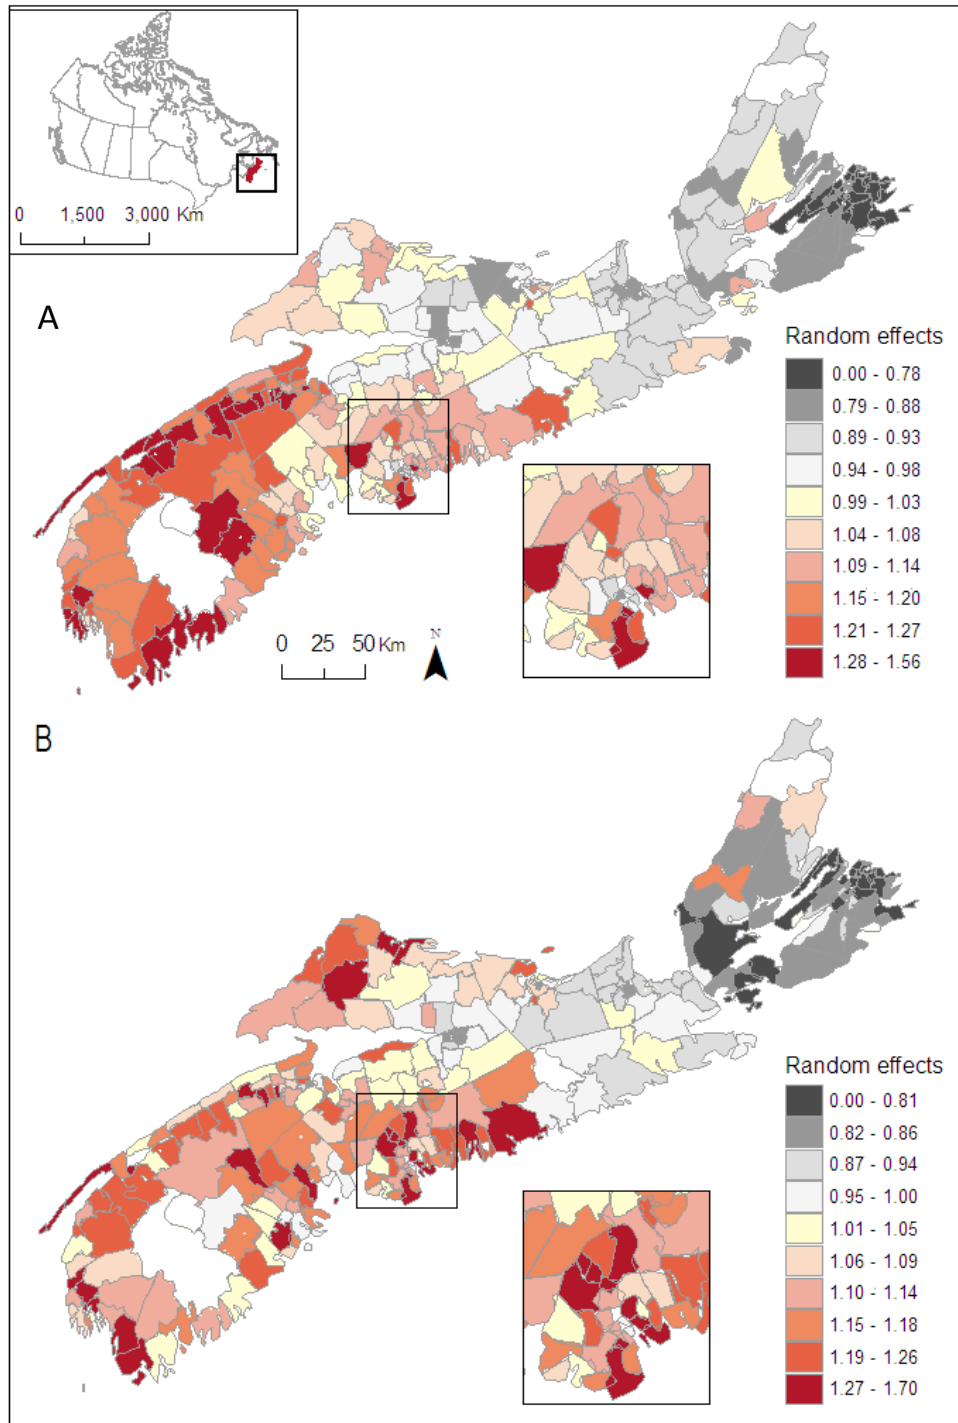 0 1,500 3,000 Km
A
Random effects
0.00 - 0.78
0.79 - 0.88
0.89 - 0.93
0.94 - 0.98
0.99 - 1.03
1.04 - 1.08
1.09 - 1.14
1.15 - 1.20
1.21 - 1.27
1.28 - 1.56
N
0 25 50 Km
B
Random effects
0.00 - 0.81
0.82 - 0.86
0.87 - 0.94
0.95 - 1.00
1.01 - 1.05
1.06 - 1.09
1.10 - 1.14
1.15 - 1.18
1.19 - 1.26
1.27 - 1.70